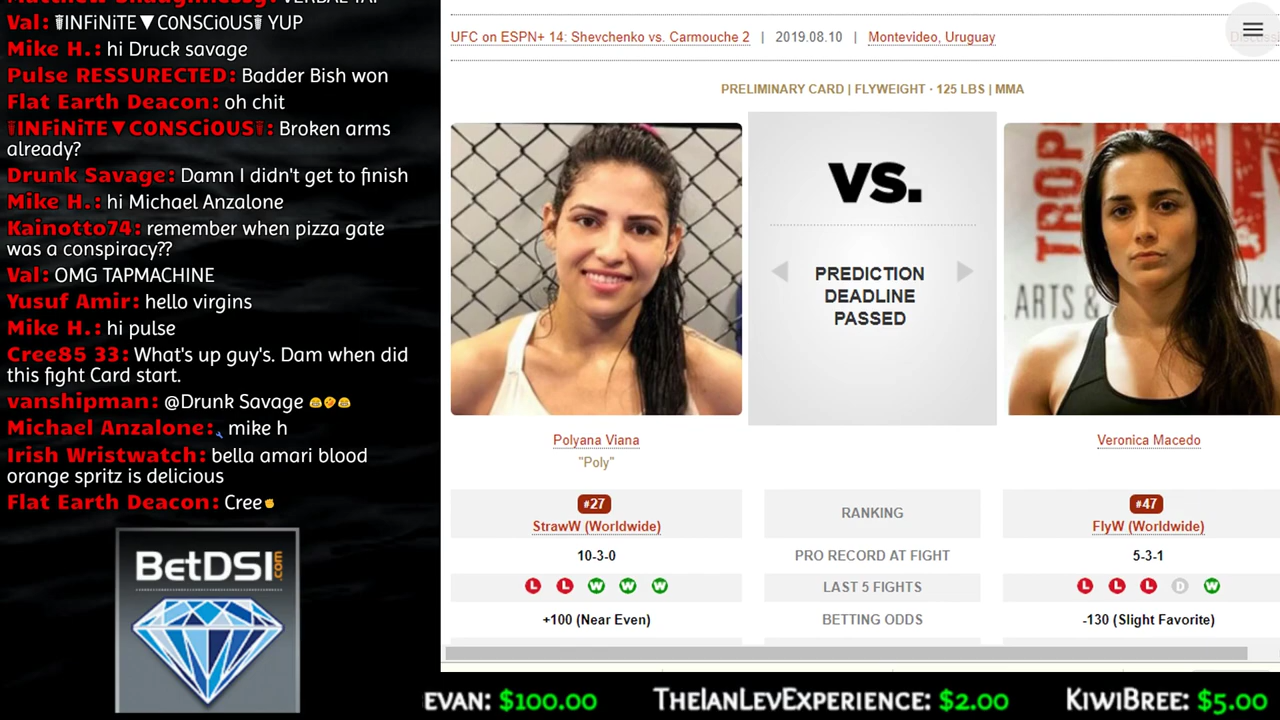 Val: ☤INFiNiTE▼C0NSCiOUS☤ YUP
Mike H.: hi Druck savage
Pulse RESSURECTED: Badder Bish won
Flat Earth Deacon: oh chit
☤INFiNiTE▼C0NSCiOUS☤: Broken arms
already?
Drunk Savage: Damn I didn't get to finish
Mike H.: hi Michael Anzalone
Kainotto74: remember when pizza gate
was a conspiracy??
Val: OMG TAPMACHINE
Yusuf Amir: hello virgins
Mike H.: hi pulse
Cree85 33: What's up guy's. Dam when did
this fight Card start.
vanshipman: @Drunk Savage
Michael Anzalone: mike h
Irish Wristwatch: bella amari blood
orange spritz is delicious
Flat Earth Deacon: Cree
BetDSI.com
UFC on ESPN+ 14: Shevchenko vs. Carmouche 2 | 2019.08.10 | Montevideo, Uruguay
PRELIMINARY CARD | FLYWEIGHT · 125 LBS | MMA
VS.
PREDICTION
DEADLINE
PASSED
TROP
ARTS &
MIXE
Polyana Viana
"Poly"
Veronica Macedo
#27
StrawW (Worldwide)
RANKING
#47
FlyW (Worldwide)
10-3-0
PRO RECORD AT FIGHT
5-3-1
L L W W W
LAST 5 FIGHTS
L L L D W
+100 (Near Even)
BETTING ODDS
-130 (Slight Favorite)
EVAN: $100.00 TheIanLevExperience: $2.00 KiwiBree: $5.00